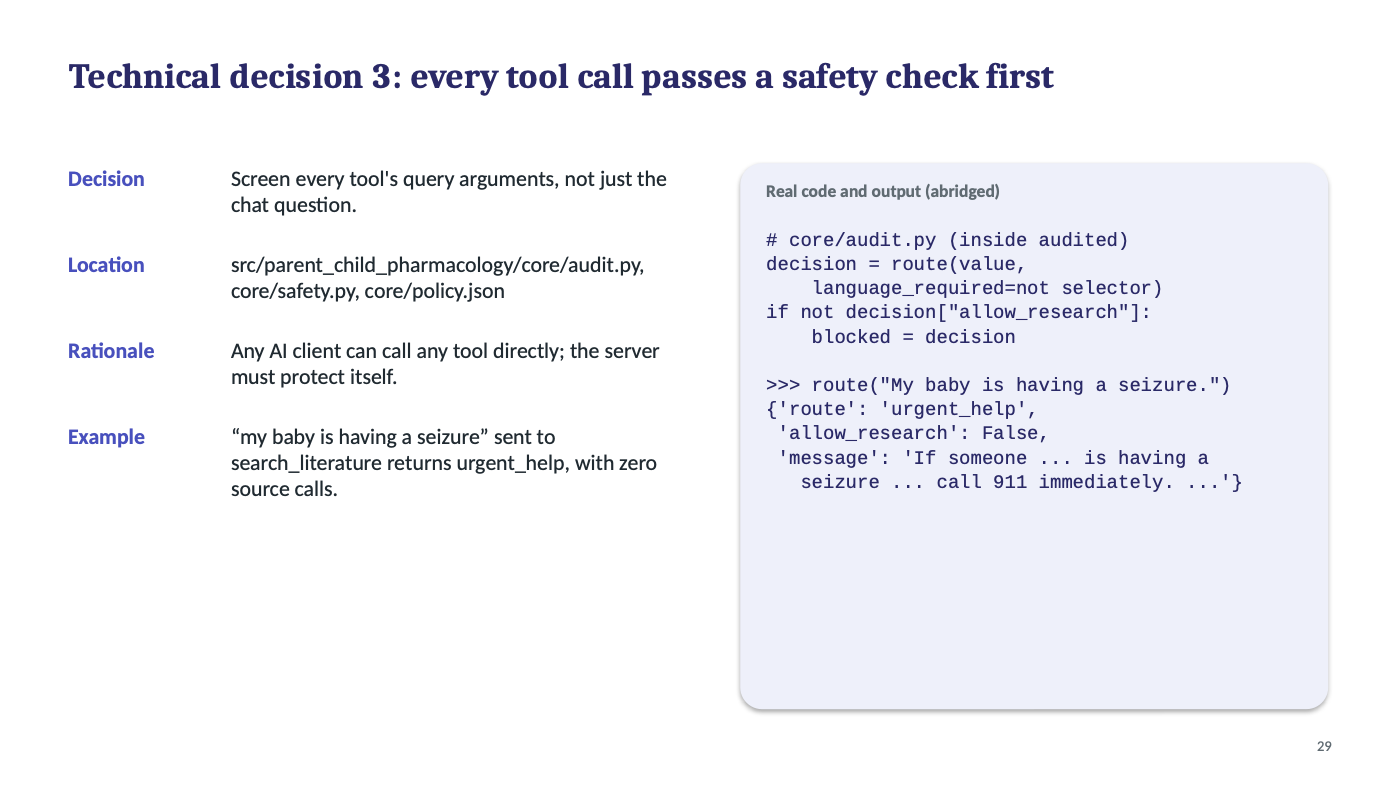 Technical decision 3: every tool call passes a safety check first
Decision
Screen every tool's query arguments, not just the
chat question.
Location
src/parent_child_pharmacology/core/audit.py,
core/safety.py, core/policy.json
Rationale
Any AI client can call any tool directly; the server
must protect itself.
Example
“my baby is having a seizure” sent to
search_literature returns urgent_help, with zero
source calls.
Real code and output (abridged)
# core/audit.py (inside audited)
decision = route(value,
    language_required=not selector)
if not decision["allow_research"]:
    blocked = decision
>>> route("My baby is having a seizure.")
{'route': 'urgent_help',
 'allow_research': False,
 'message': 'If someone ... is having a
   seizure ... call 911 immediately. ...'}
29